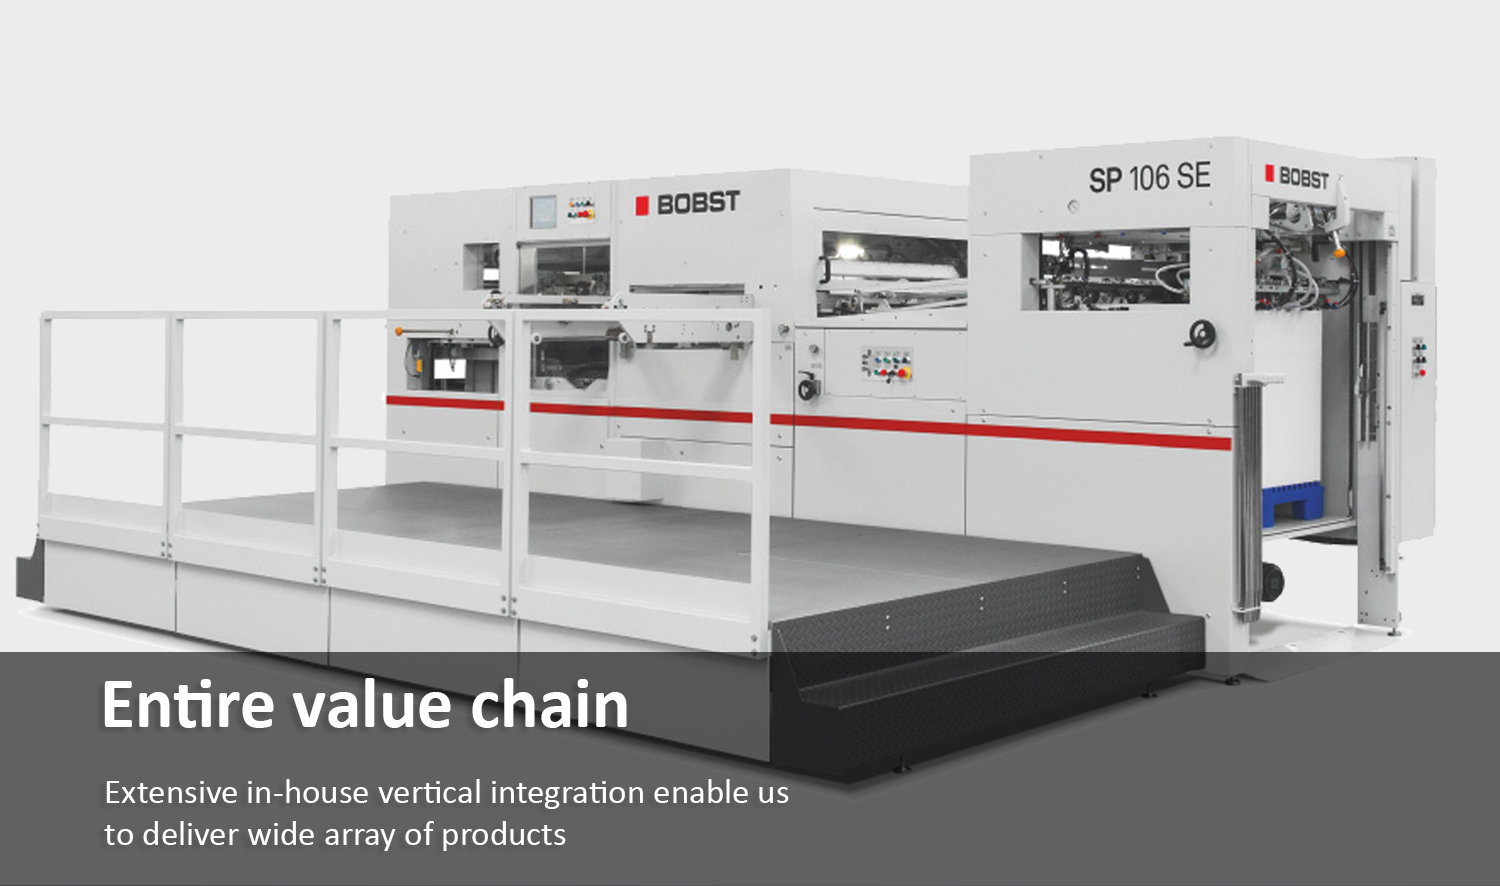 BOBST
SP 106 SE
BOBST
Entire value chain
Extensive in-house vertical integration enable us
to deliver wide array of products